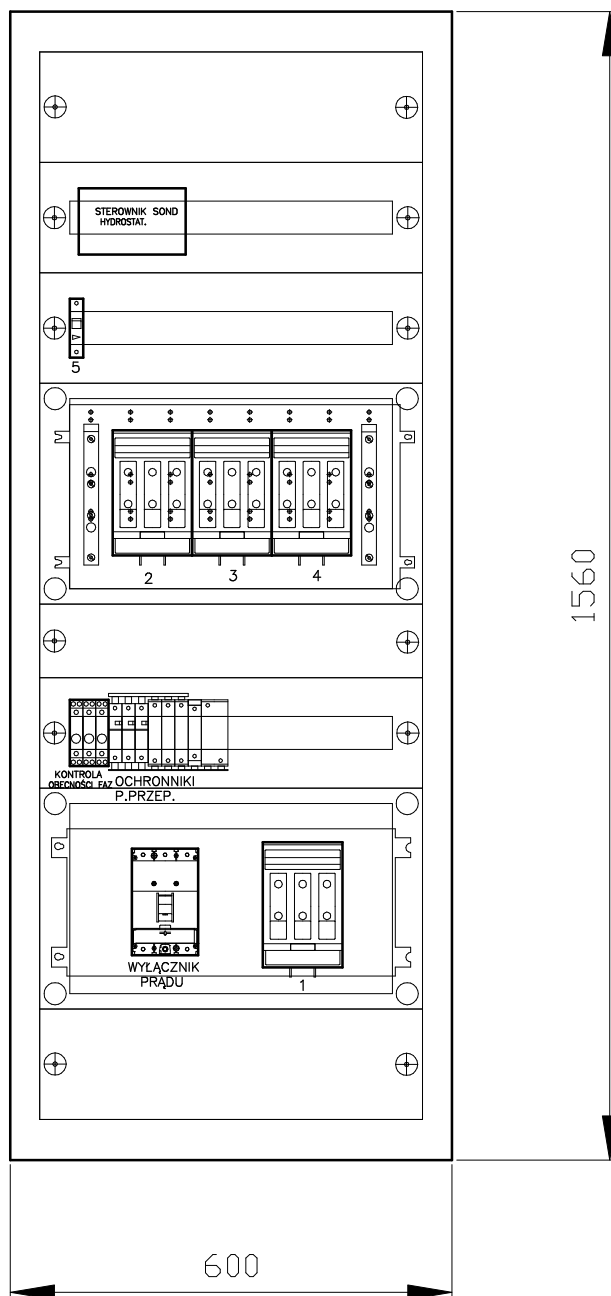 STEROWNIK SOND
HYDROSTAT.
5
2 3 4
1560
KONTROLA
OBECNOŚCI FAZ
OCHRONNIKI
P.PRZEP.
WYŁĄCZNIK
PRĄDU
1
600